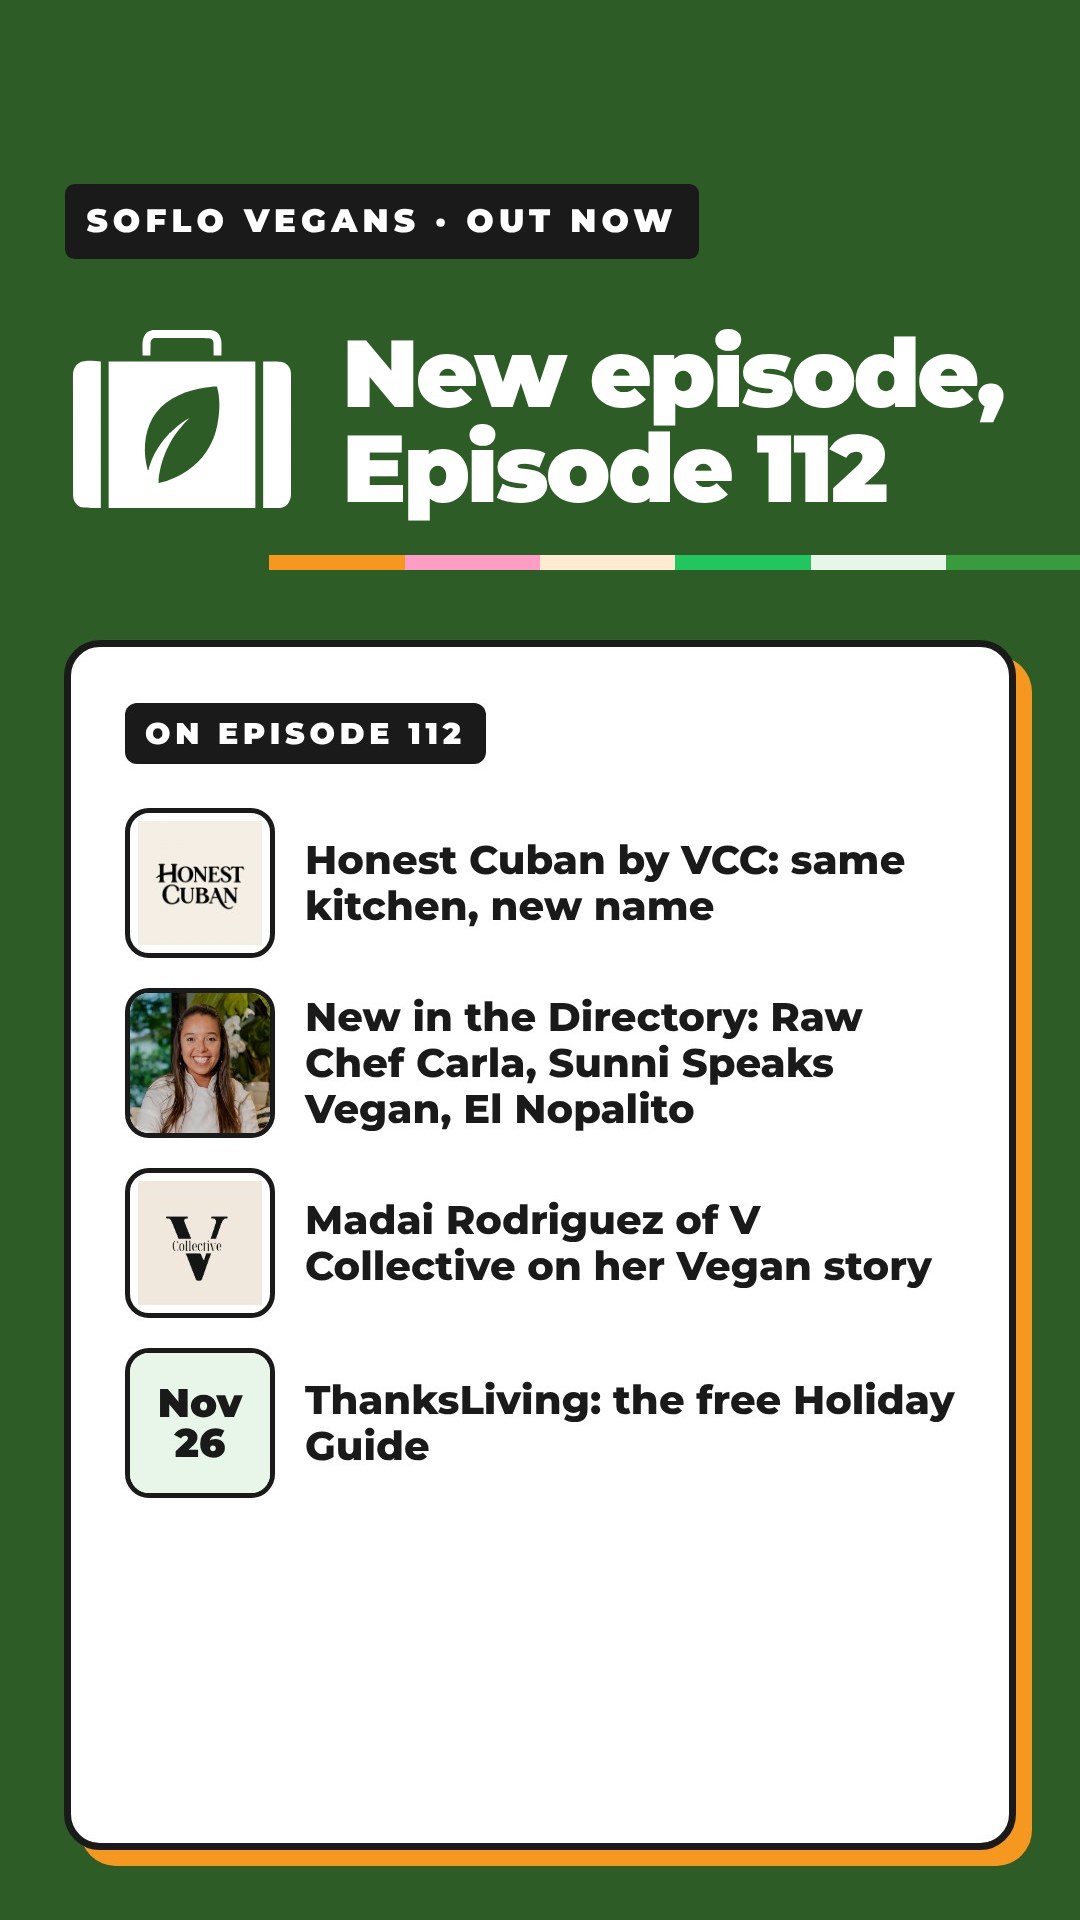 SOFLO VEGANS · OUT NOW
New episode,
Episode 112
ON EPISODE 112
HONEST
CUBAN
Honest Cuban by VCC: same
kitchen, new name
New in the Directory: Raw
Chef Carla, Sunni Speaks
Vegan, El Nopalito
V
Collective
Madai Rodriguez of V
Collective on her Vegan story
Nov
26
ThanksLiving: the free Holiday
Guide